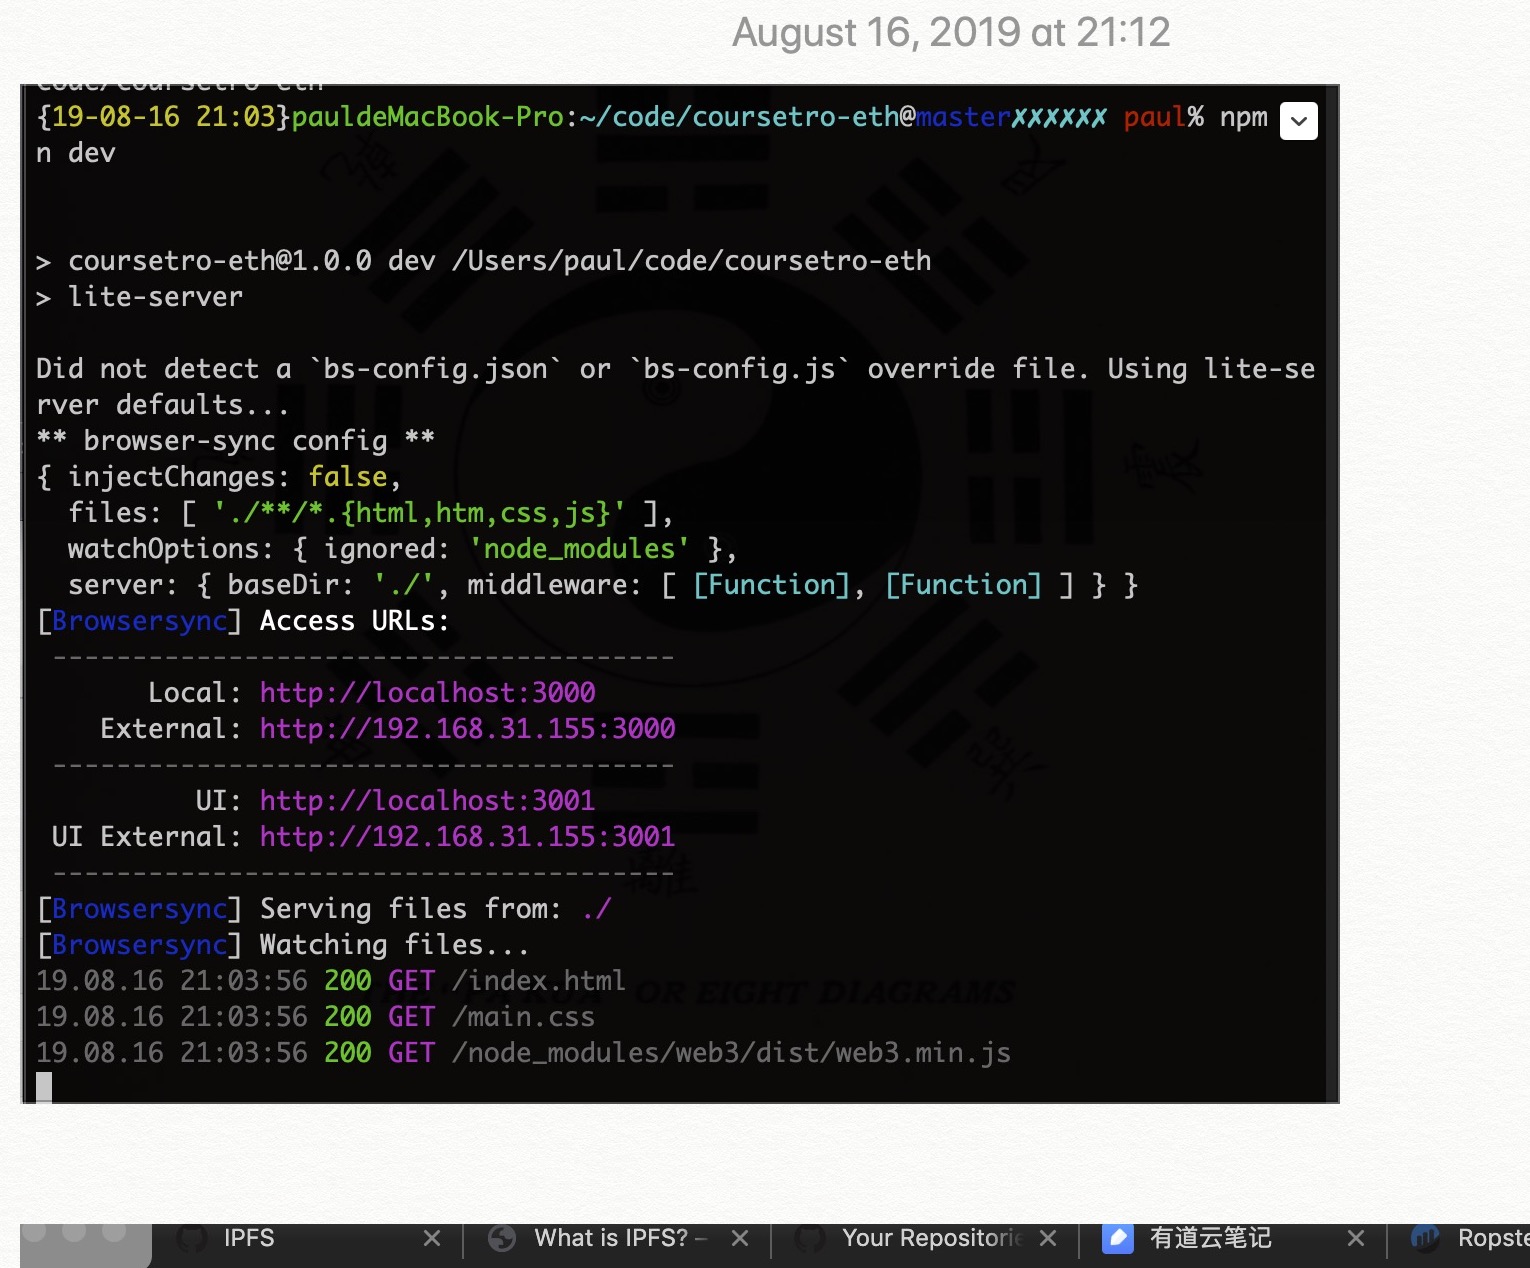 August 16, 2019 at 21:12
code/coursetro-eth
{19-08-16 21:03}pauldeMacBook-Pro:~/code/coursetro-eth@master✗✗✗✗✗✗ paul% npm
n dev
> coursetro-eth@1.0.0 dev /Users/paul/code/coursetro-eth
> lite-server
Did not detect a `bs-config.json` or `bs-config.js` override file. Using lite-se
rver defaults...
** browser-sync config **
{ injectChanges: false,
  files: [ './**/*.{html,htm,css,js}' ],
  watchOptions: { ignored: 'node_modules' },
  server: { baseDir: './', middleware: [ [Function], [Function] ] } }
[Browsersync] Access URLs:
 ---------------------------------------
       Local: http://localhost:3000
    External: http://192.168.31.155:3000
 ---------------------------------------
          UI: http://localhost:3001
 UI External: http://192.168.31.155:3001
 ---------------------------------------
[Browsersync] Serving files from: ./
[Browsersync] Watching files...
19.08.16 21:03:56 200 GET /index.html
OR EIGHT DIAGRAMS
19.08.16 21:03:56 200 GET /main.css
19.08.16 21:03:56 200 GET /node_modules/web3/dist/web3.min.js
IPFS
What is IPFS? –
Your Repositorie
有道云笔记
Ropste